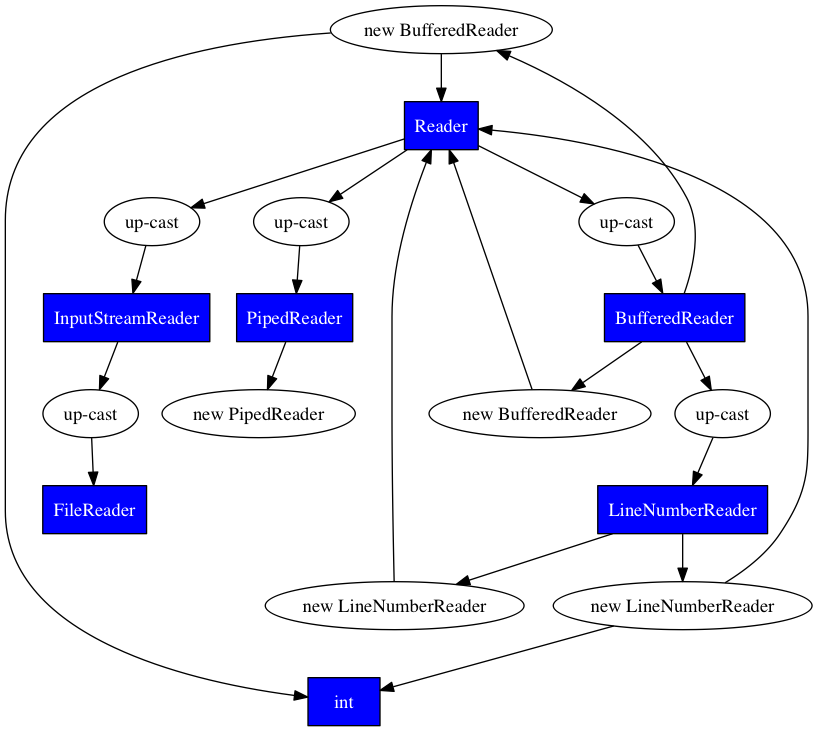 new BufferedReader
Reader
up-cast
up-cast
up-cast
InputStreamReader
PipedReader
BufferedReader
up-cast
new PipedReader
new BufferedReader
up-cast
FileReader
LineNumberReader
new LineNumberReader
new LineNumberReader
int